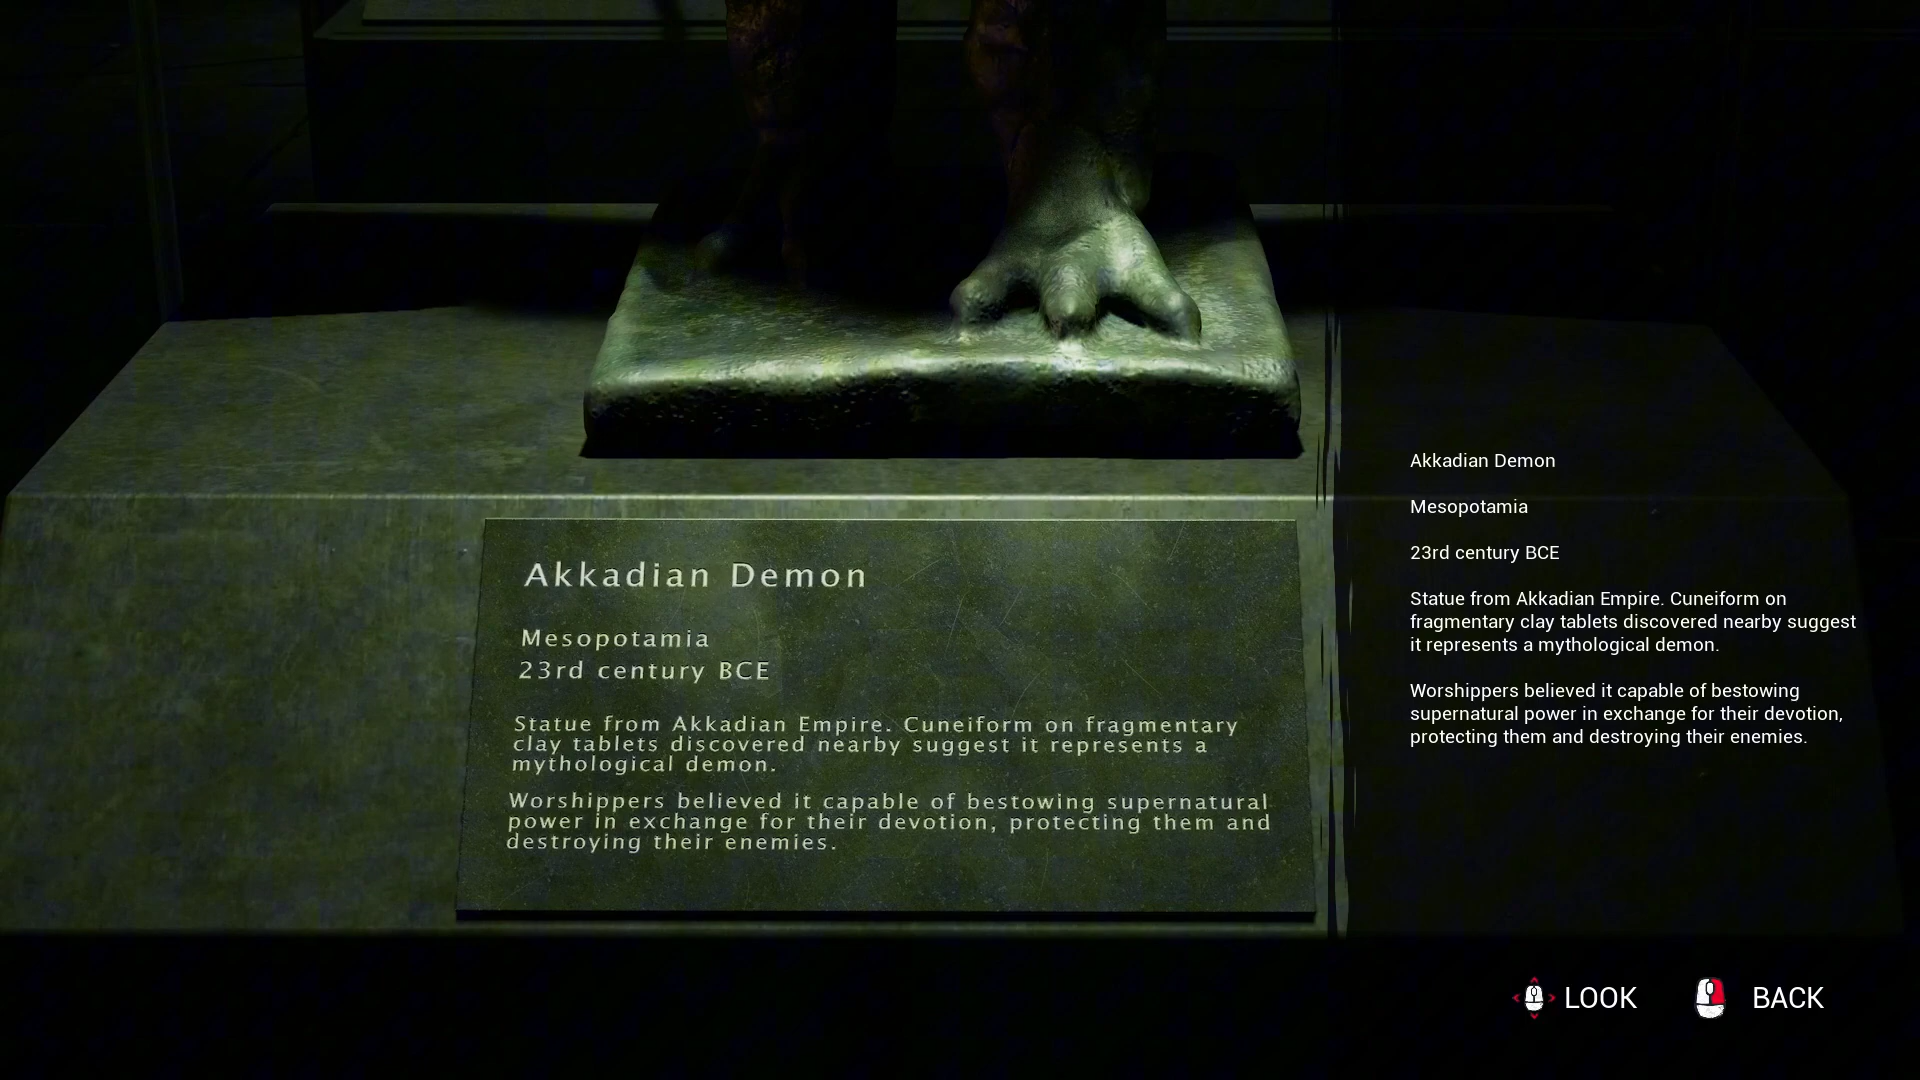 Akkadian Demon
Mesopotamia
23rd century BCE
Statue from Akkadian Empire. Cuneiform on fragmentary
clay tablets discovered nearby suggest it represents a
mythological demon.
Worshippers believed it capable of bestowing supernatural
power in exchange for their devotion, protecting them and
destroying their enemies.
Akkadian Demon
Mesopotamia
23rd century BCE
Statue from Akkadian Empire. Cuneiform on
fragmentary clay tablets discovered nearby suggest
it represents a mythological demon.
Worshippers believed it capable of bestowing
supernatural power in exchange for their devotion,
protecting them and destroying their enemies.
LOOK
BACK